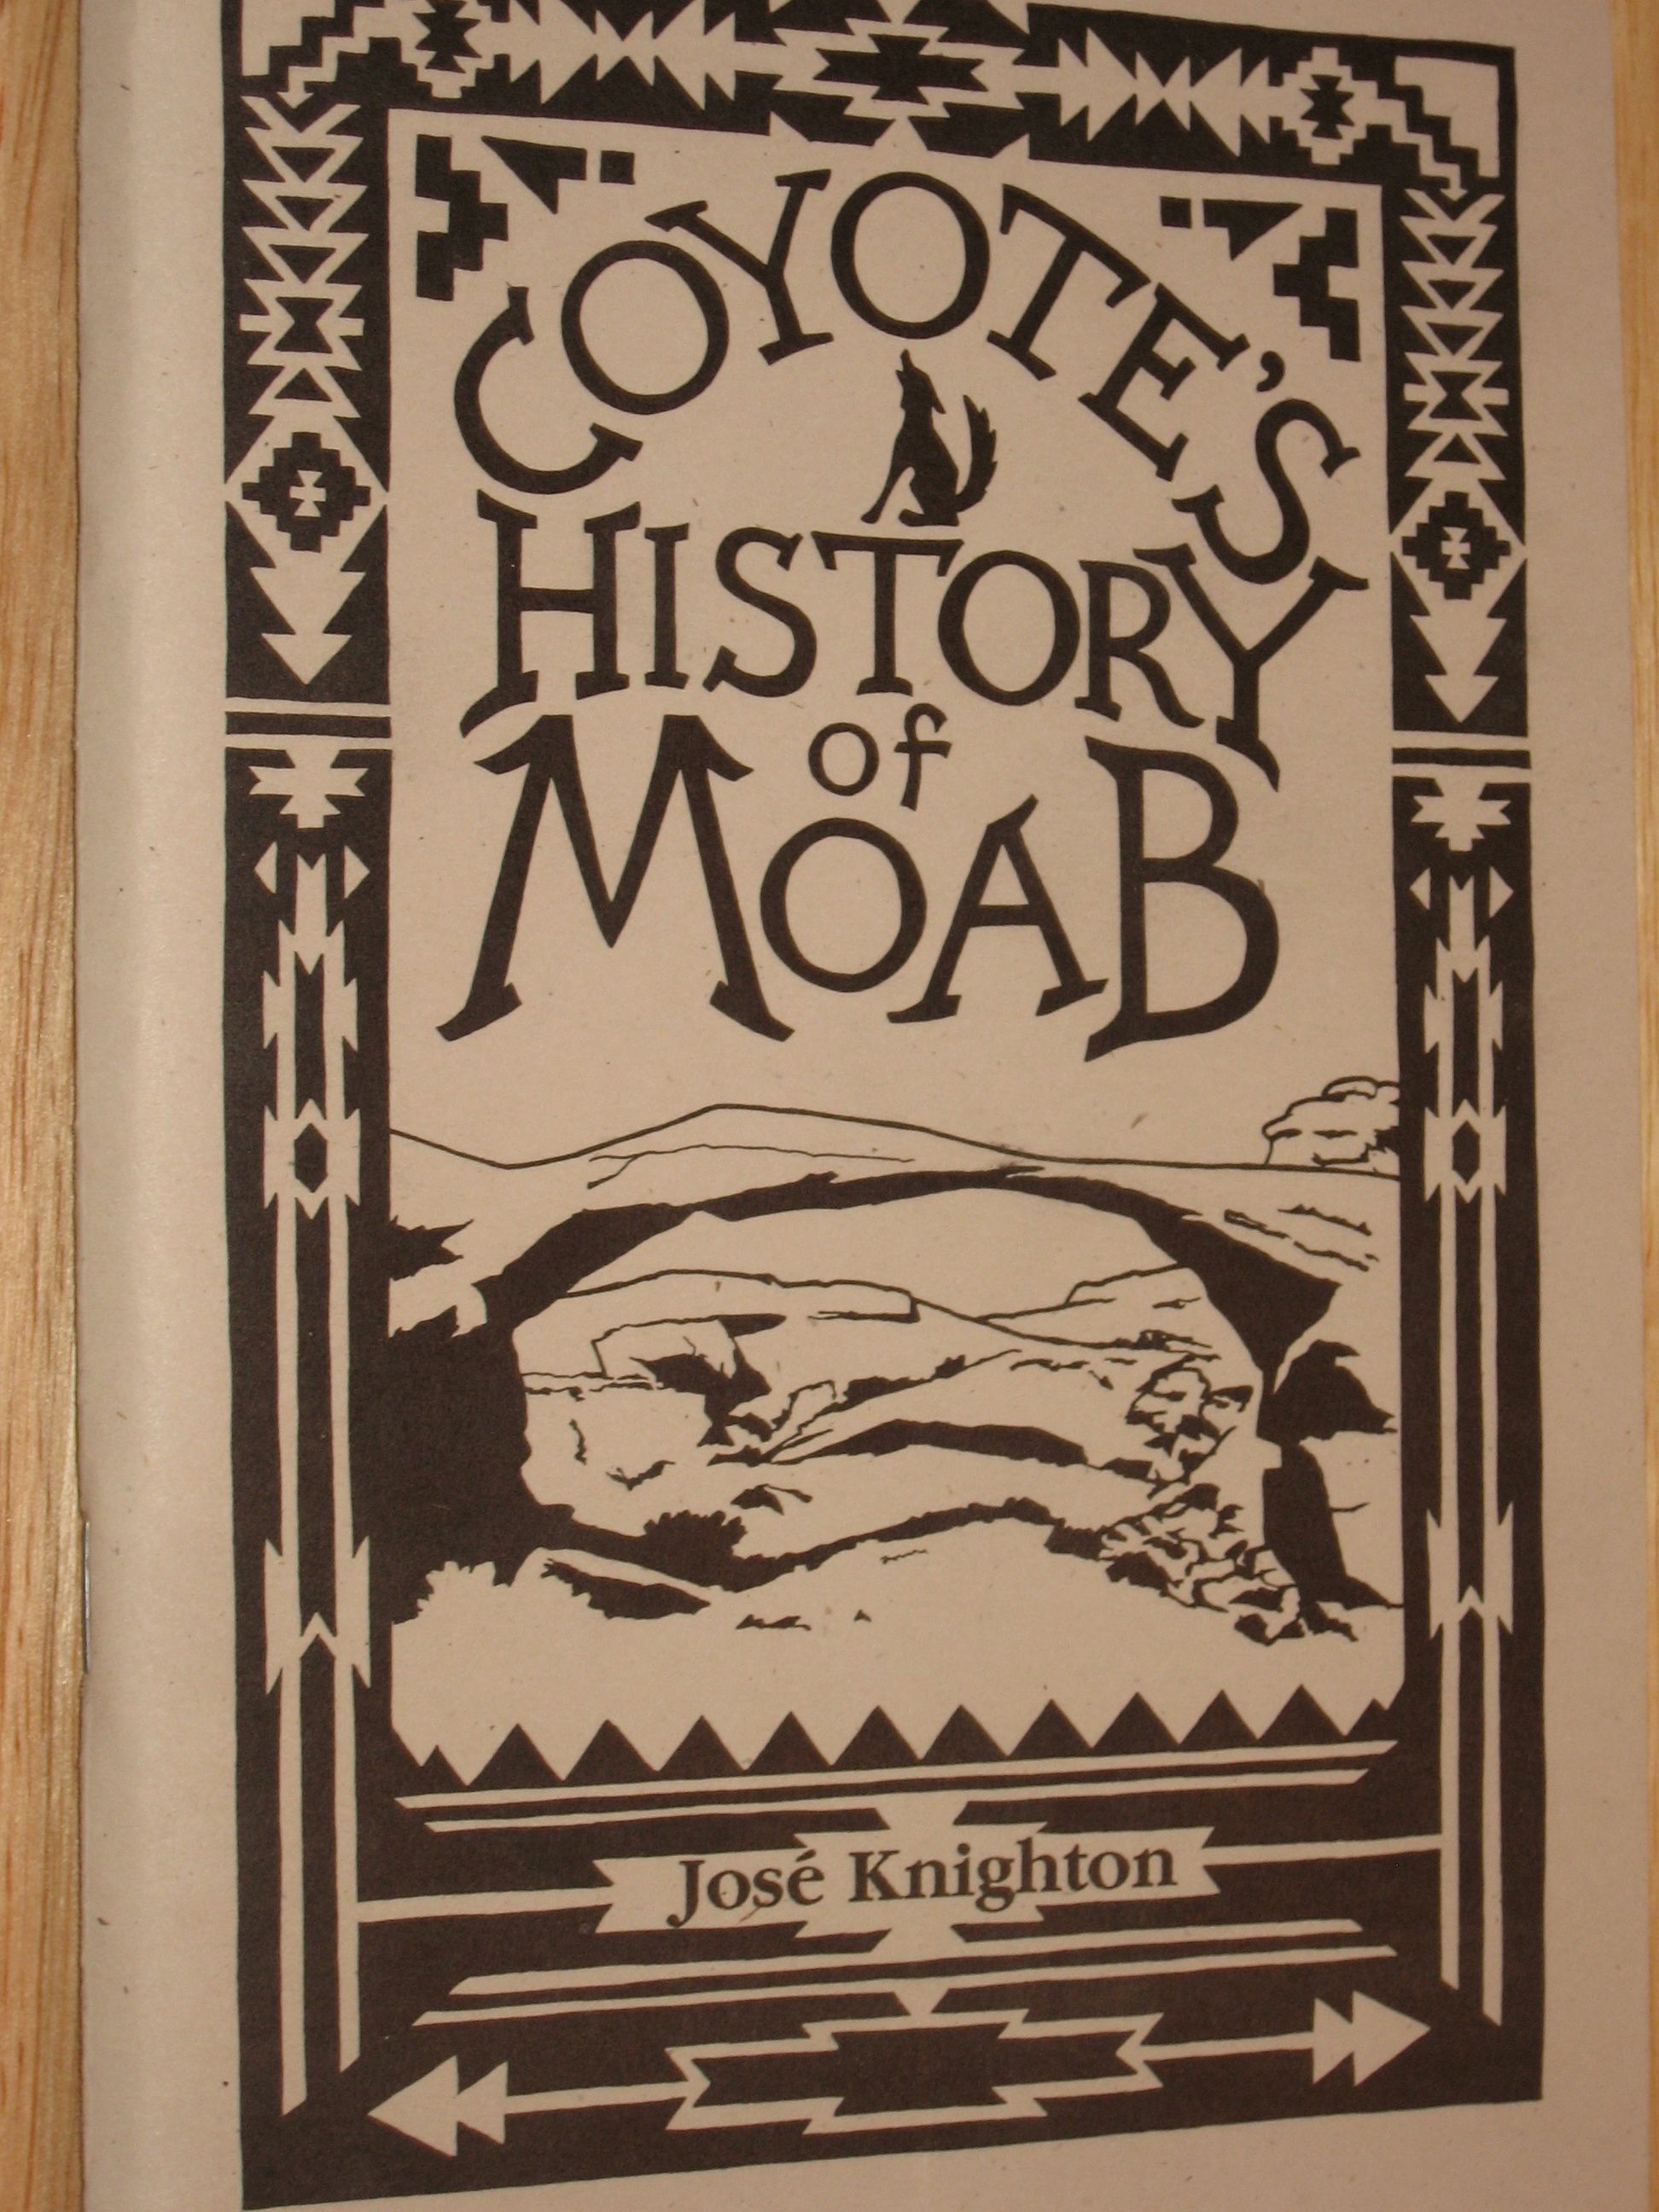 COYOTE'S
HISTORY
of
MOAB
José Knighton